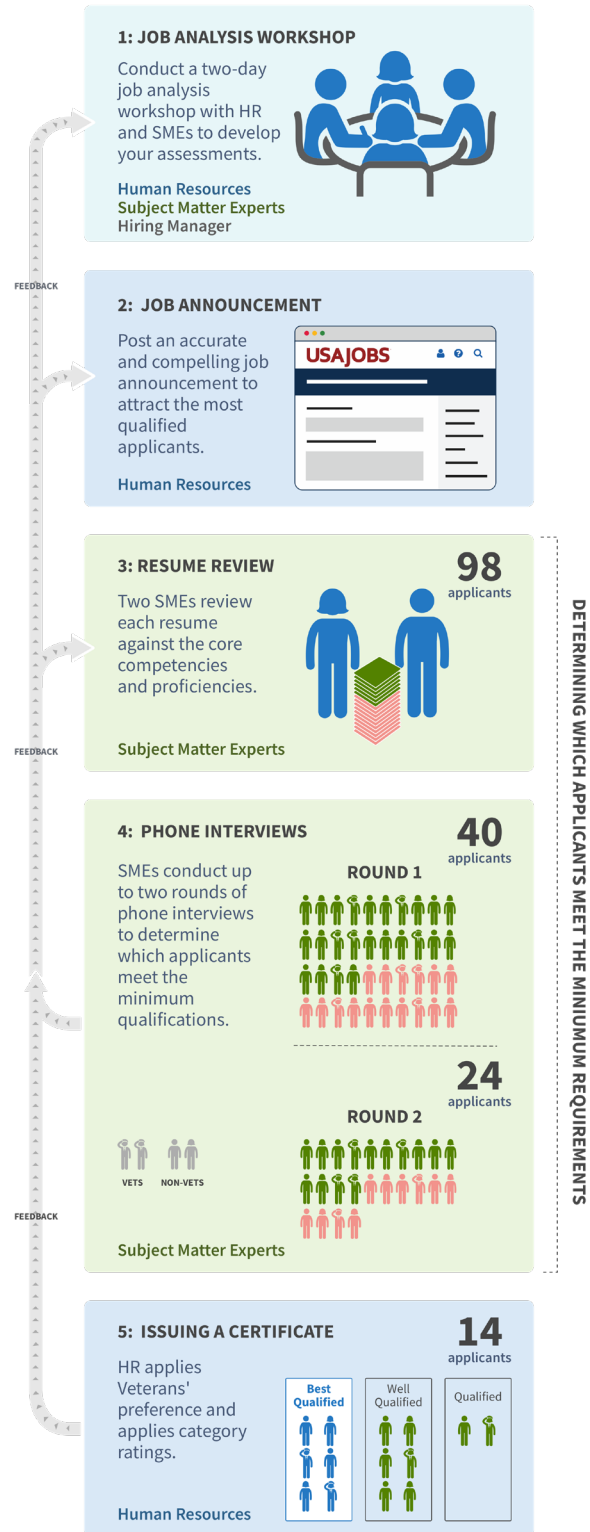 1: JOB ANALYSIS WORKSHOP
Conduct a two-day
job analysis
workshop with HR
and SMEs to develop
your assessments.
Human Resources
Subject Matter Experts
Hiring Manager
FEEDBACK
2: JOB ANNOUNCEMENT
Post an accurate
and compelling job
announcement to
attract the most
qualified
applicants.
Human Resources
USAJOBS
3: RESUME REVIEW
98
applicants
Two SMEs review
each resume
against the core
competencies
and proficiencies.
Subject Matter Experts
FEEDBACK
DETERMINING WHICH APPLICANTS MEET THE MINIUMUM REQUIREMENTS
4: PHONE INTERVIEWS
40
applicants
SMEs conduct up
to two rounds of
phone interviews
to determine
which applicants
meet the
minimum
qualifications.
ROUND 1
24
applicants
ROUND 2
VETS
NON-VETS
FEEDBACK
Subject Matter Experts
5: ISSUING A CERTIFICATE
14
applicants
HR applies
Veterans'
preference and
applies category
ratings.
Best
Qualified
Well
Qualified
Qualified
Human Resources